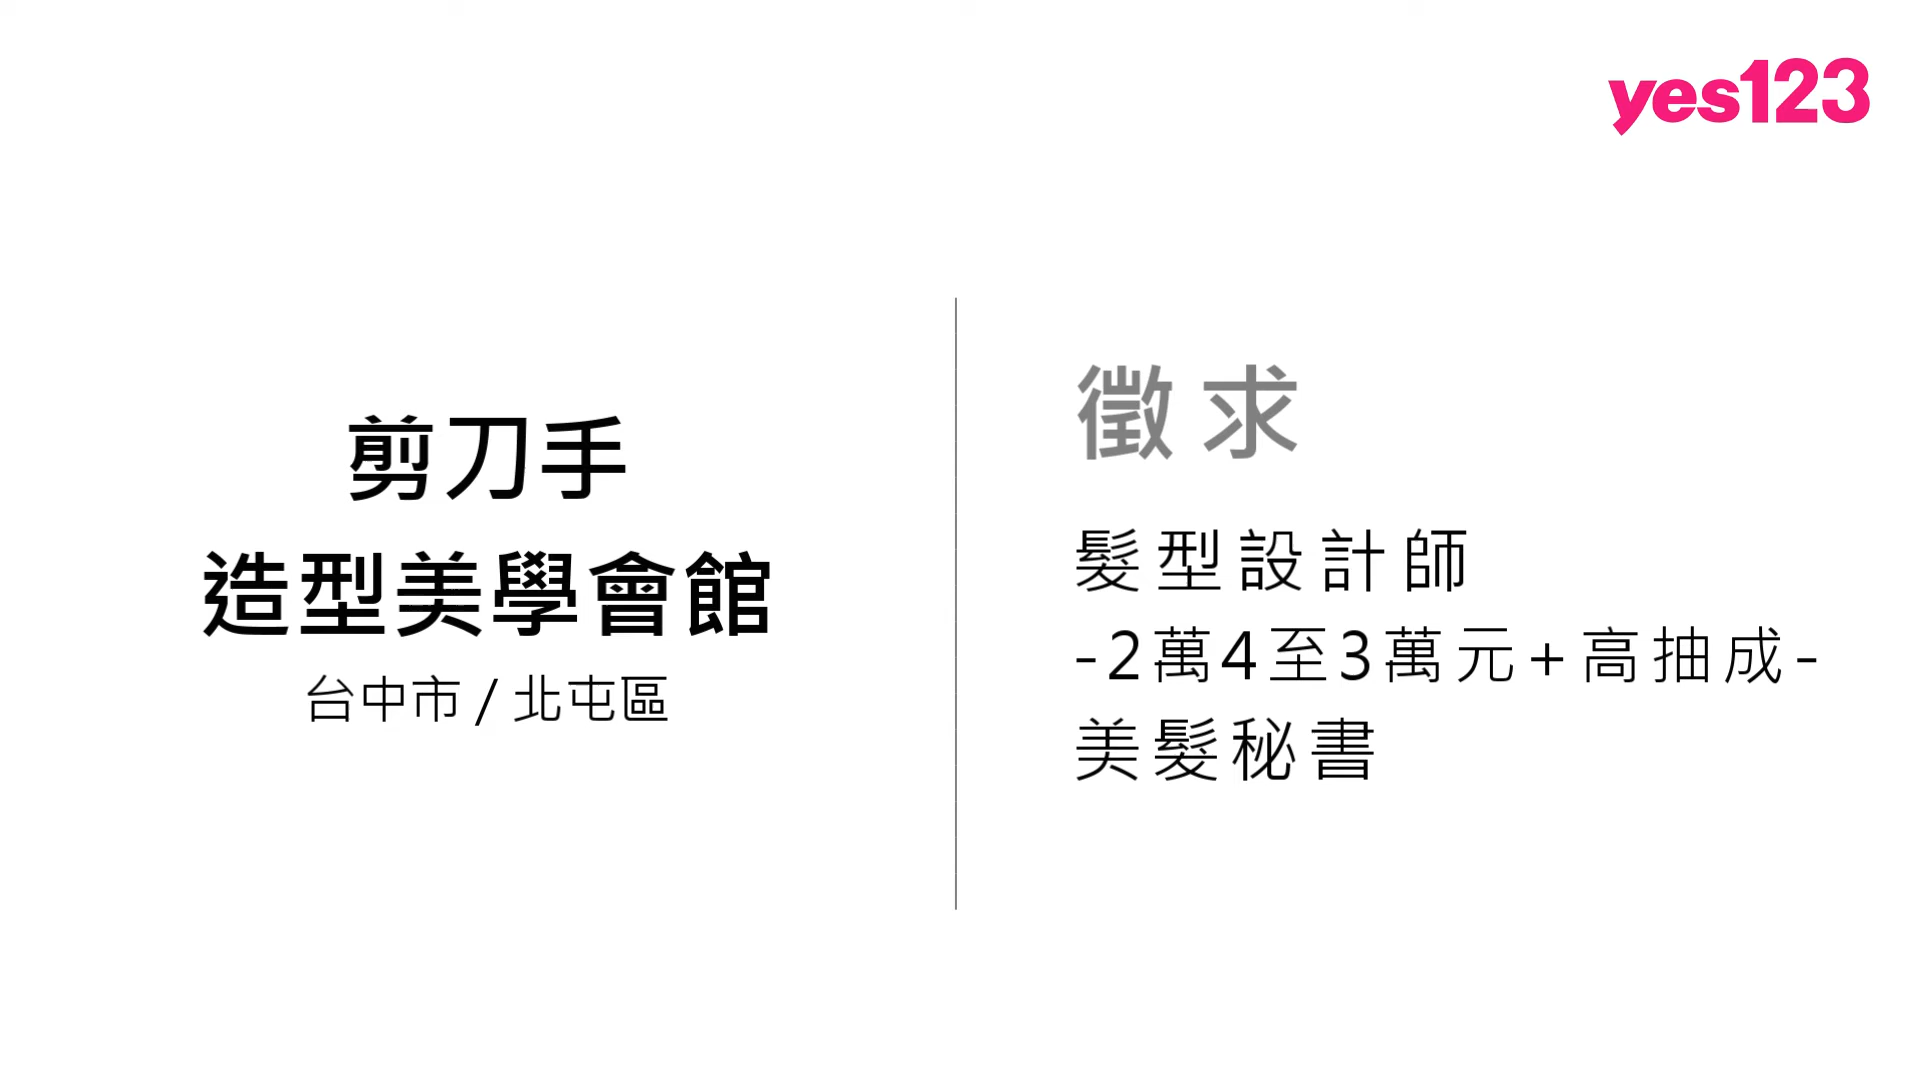 yes123
剪刀手
造型美學會館
台中市/北屯區
徵求
髮型設計師
-2萬4至3萬元+高抽成-
美髮秘書